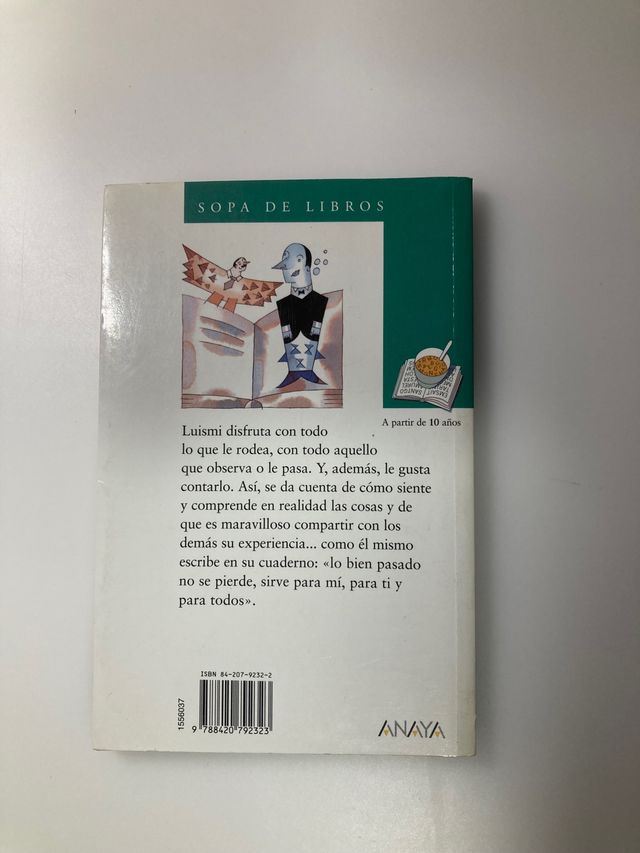 SOPA DE LIBROS
A partir de 10 años
Luismi disfruta con todo
lo que le rodea, con todo aquello
que observa o le pasa. Y, además, le gusta
contarlo. Así, se da cuenta de cómo siente
y comprende en realidad las cosas y de
que es maravilloso compartir con los
demás su experiencia... como él mismo
escribe en su cuaderno: «lo bien pasado
no se pierde, sirve para mí, para ti y
para todos».
ISBN 84-207-9232-2
1556037
9 788420 792323
ANAYA